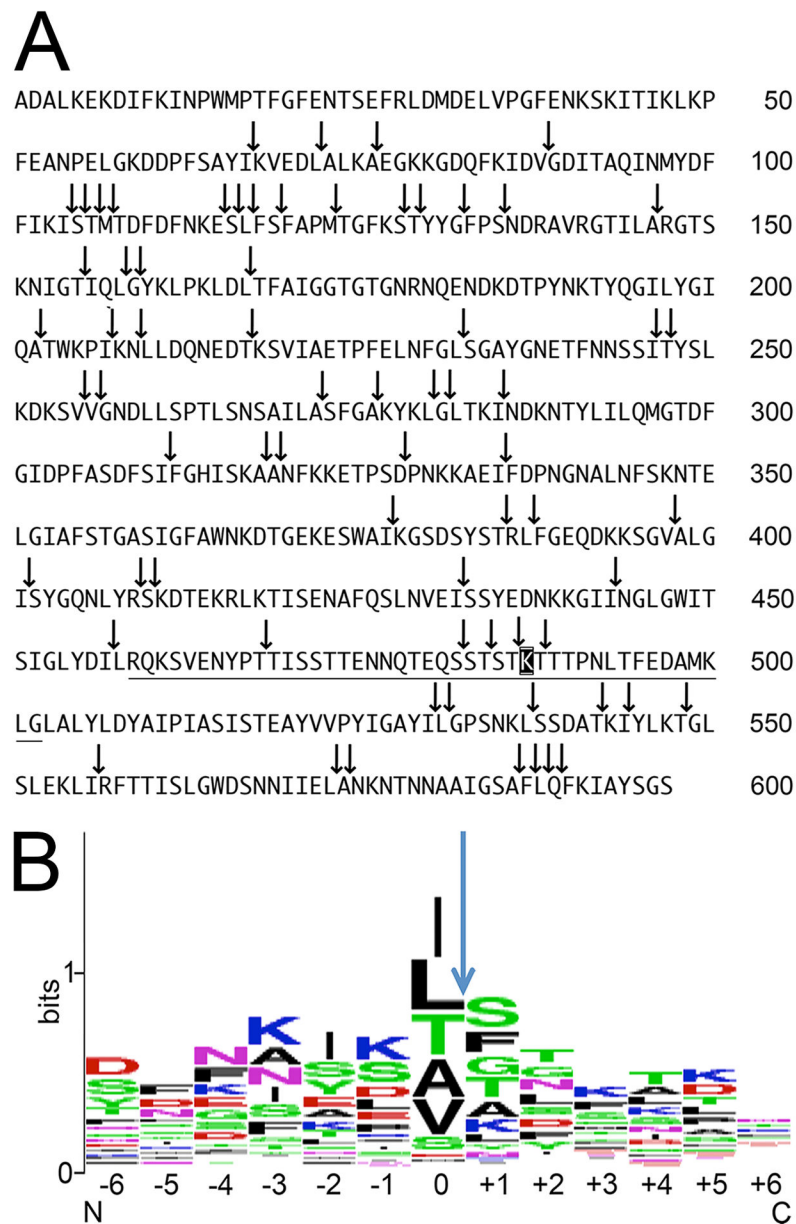 A
ADALKEKDIFKINPWMPTFGFENTSEFRLDMDELVPGFENKSKITIKLKP 50
FEANPELGKDDPFSAYIKVEDLALKAEGKKGDQFKIDVGDITAQINMYDF 100
FIKISTMTDFDFNKESLFSFAPMTGFKSTYYGFPSNDRAVRGTILARGTS 150
KNIGTIQLGYKLPKLDLTFAIGGTGTGNRNQENDKDTPYNKTYQGILYGI 200
QATWKPIKNLLDQNEDTKSVIAETPFELNFGLSGAYGNETFNNSSITYSL 250
KDKSVVGNDLLSPTLSNSAILASFGAKYKLGLTKINDKNTYLILQMGTDF 300
GIDPFASDFSIFGHISKAANFKKETPSDPNKKAEIFDPNGNALNFSKNTE 350
LGIAFSTGASIGFAWNKDTGEKESWAIKGSDSYSTRLFGEQDKKSGVALG 400
ISYGQNLYRSKDTEKRLKTISENAFQSLNVEISSYEDNKKGIINGLGWIT 450
SIGLYDILRQKSVENYPTTISSTTENNQTEQSSTSTKTTTPNLTFEDAMK 500
LGLALYLDYAIPIASISTEAYVVPYIGAYILGPSNKLSSDATKIYLKTGL 550
SLEKLIRFTTISLGWDSNNIIELANKNTNNAAIGSAFLQFKIAYSGS 600
B
bits
1
0
-6 -5 -4 -3 -2 -1 0 +1 +2 +3 +4 +5 +6
N C